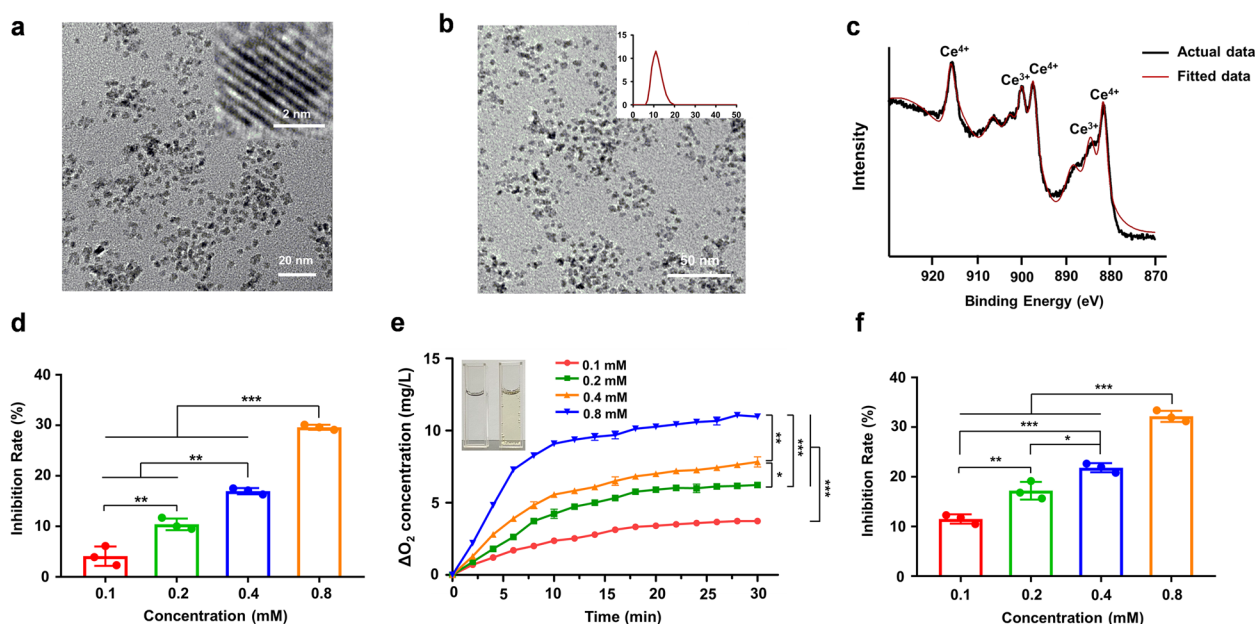 a
2 nm
20 nm
b
15
10
5
0
0 10 20 30 40 50
50 nm
c
Ce⁴⁺
Ce³⁺
Ce⁴⁺
Ce³⁺
Ce⁴⁺
Actual data
Fitted data
Intensity
920 910 900 890 880 870
Binding Energy (eV)
d
Inhibition Rate (%)
40
30
20
10
0
***
**
**
0.1 0.2 0.4 0.8
Concentration (mM)
e
ΔO₂ concentration (mg/L)
15
10
5
0
0.1 mM
0.2 mM
0.4 mM
0.8 mM
**
*
***
***
0 5 10 15 20 25 30
Time (min)
f
Inhibition Rate (%)
40
30
20
10
0
***
***
*
**
0.1 0.2 0.4 0.8
Concentration (mM)